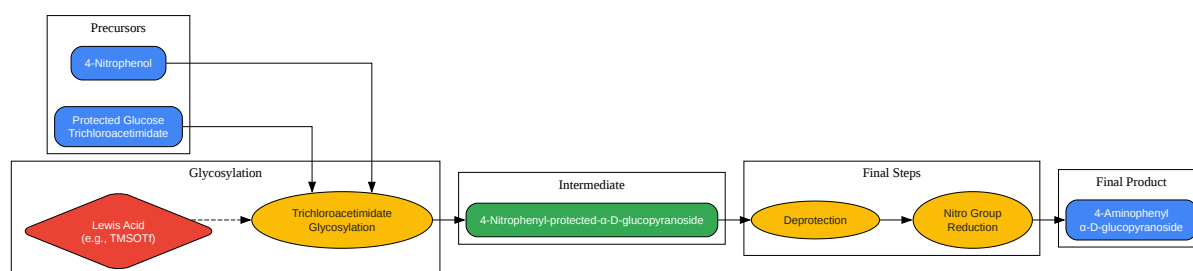 Precursors
4-Nitrophenol
Protected Glucose
Trichloroacetimidate
Glycosylation
Lewis Acid
(e.g., TMSOTf)
Trichloroacetimidate
Glycosylation
Intermediate
4-Nitrophenyl-protected-α-D-glucopyranoside
Final Steps
Deprotection
Nitro Group
Reduction
Final Product
4-Aminophenyl
α-D-glucopyranoside